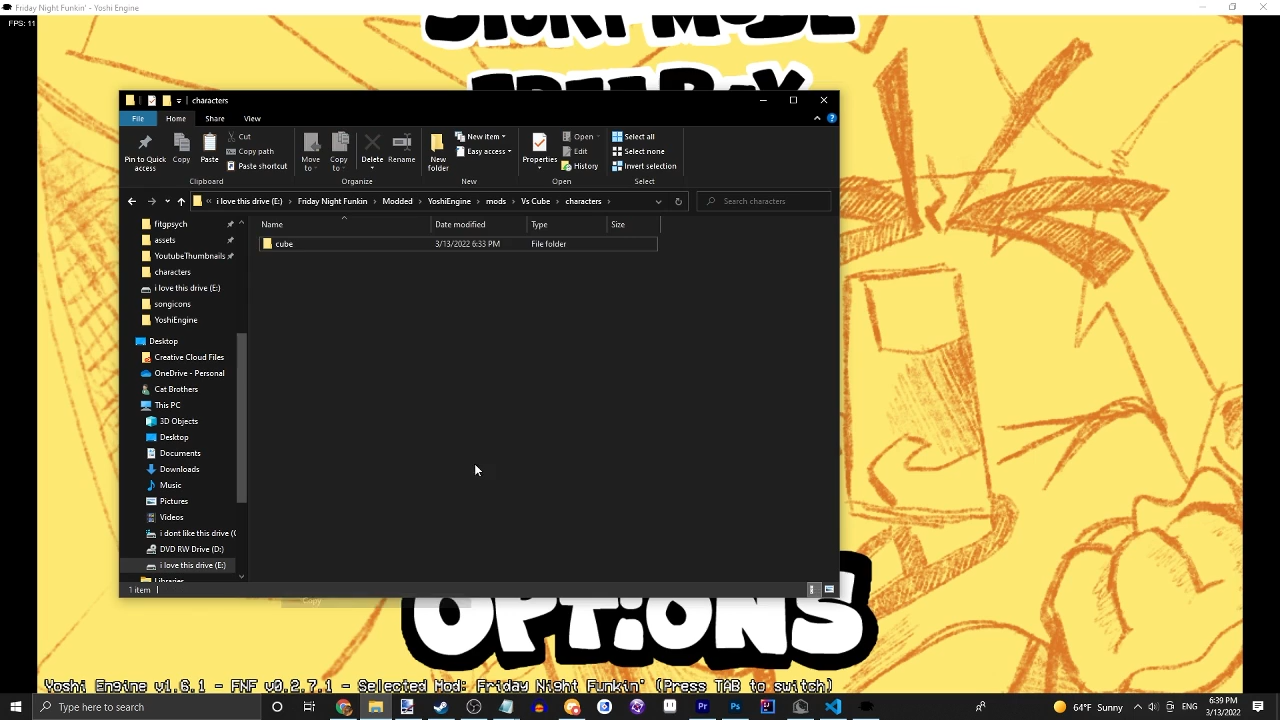 Friday Night Funkin' - Yoshi Engine
FPS: 11
STORY MODE
FREEPLAY
characters
File Home Share View
Pin to Quick access
Copy
Paste
Cut
Copy path
Paste shortcut
Clipboard
Move to
Copy to
Delete
Rename
Organize
New folder
New item
Easy access
New
Properties
Open
Edit
History
Open
Select all
Select none
Invert selection
Select
« i love this drive (E:) › Friday Night Funkin › Modded › YoshiEngine › mods › Vs Cube › characters ›
Search characters
Name Date modified Type Size
cube 3/13/2022 6:33 PM File folder
fitgpsych
assets
YoutubeThumbnails
characters
i love this drive (E:)
songicons
YoshiEngine
Desktop
Creative Cloud Files
OneDrive - Personal
Cat Brothers
This PC
3D Objects
Desktop
Documents
Downloads
Music
Pictures
Videos
i dont like this drive (C
DVD RW Drive (D:)
i love this drive (E:)
Libraries
1 item
Copy
OPTIONS
Yoshi Engine v1.6.1 - FNF v0.2.7.1 - Selected Mod: Friday Night Funkin' (Press TAB to switch)
Type here to search
64°F Sunny
ENG
6:39 PM
3/13/2022